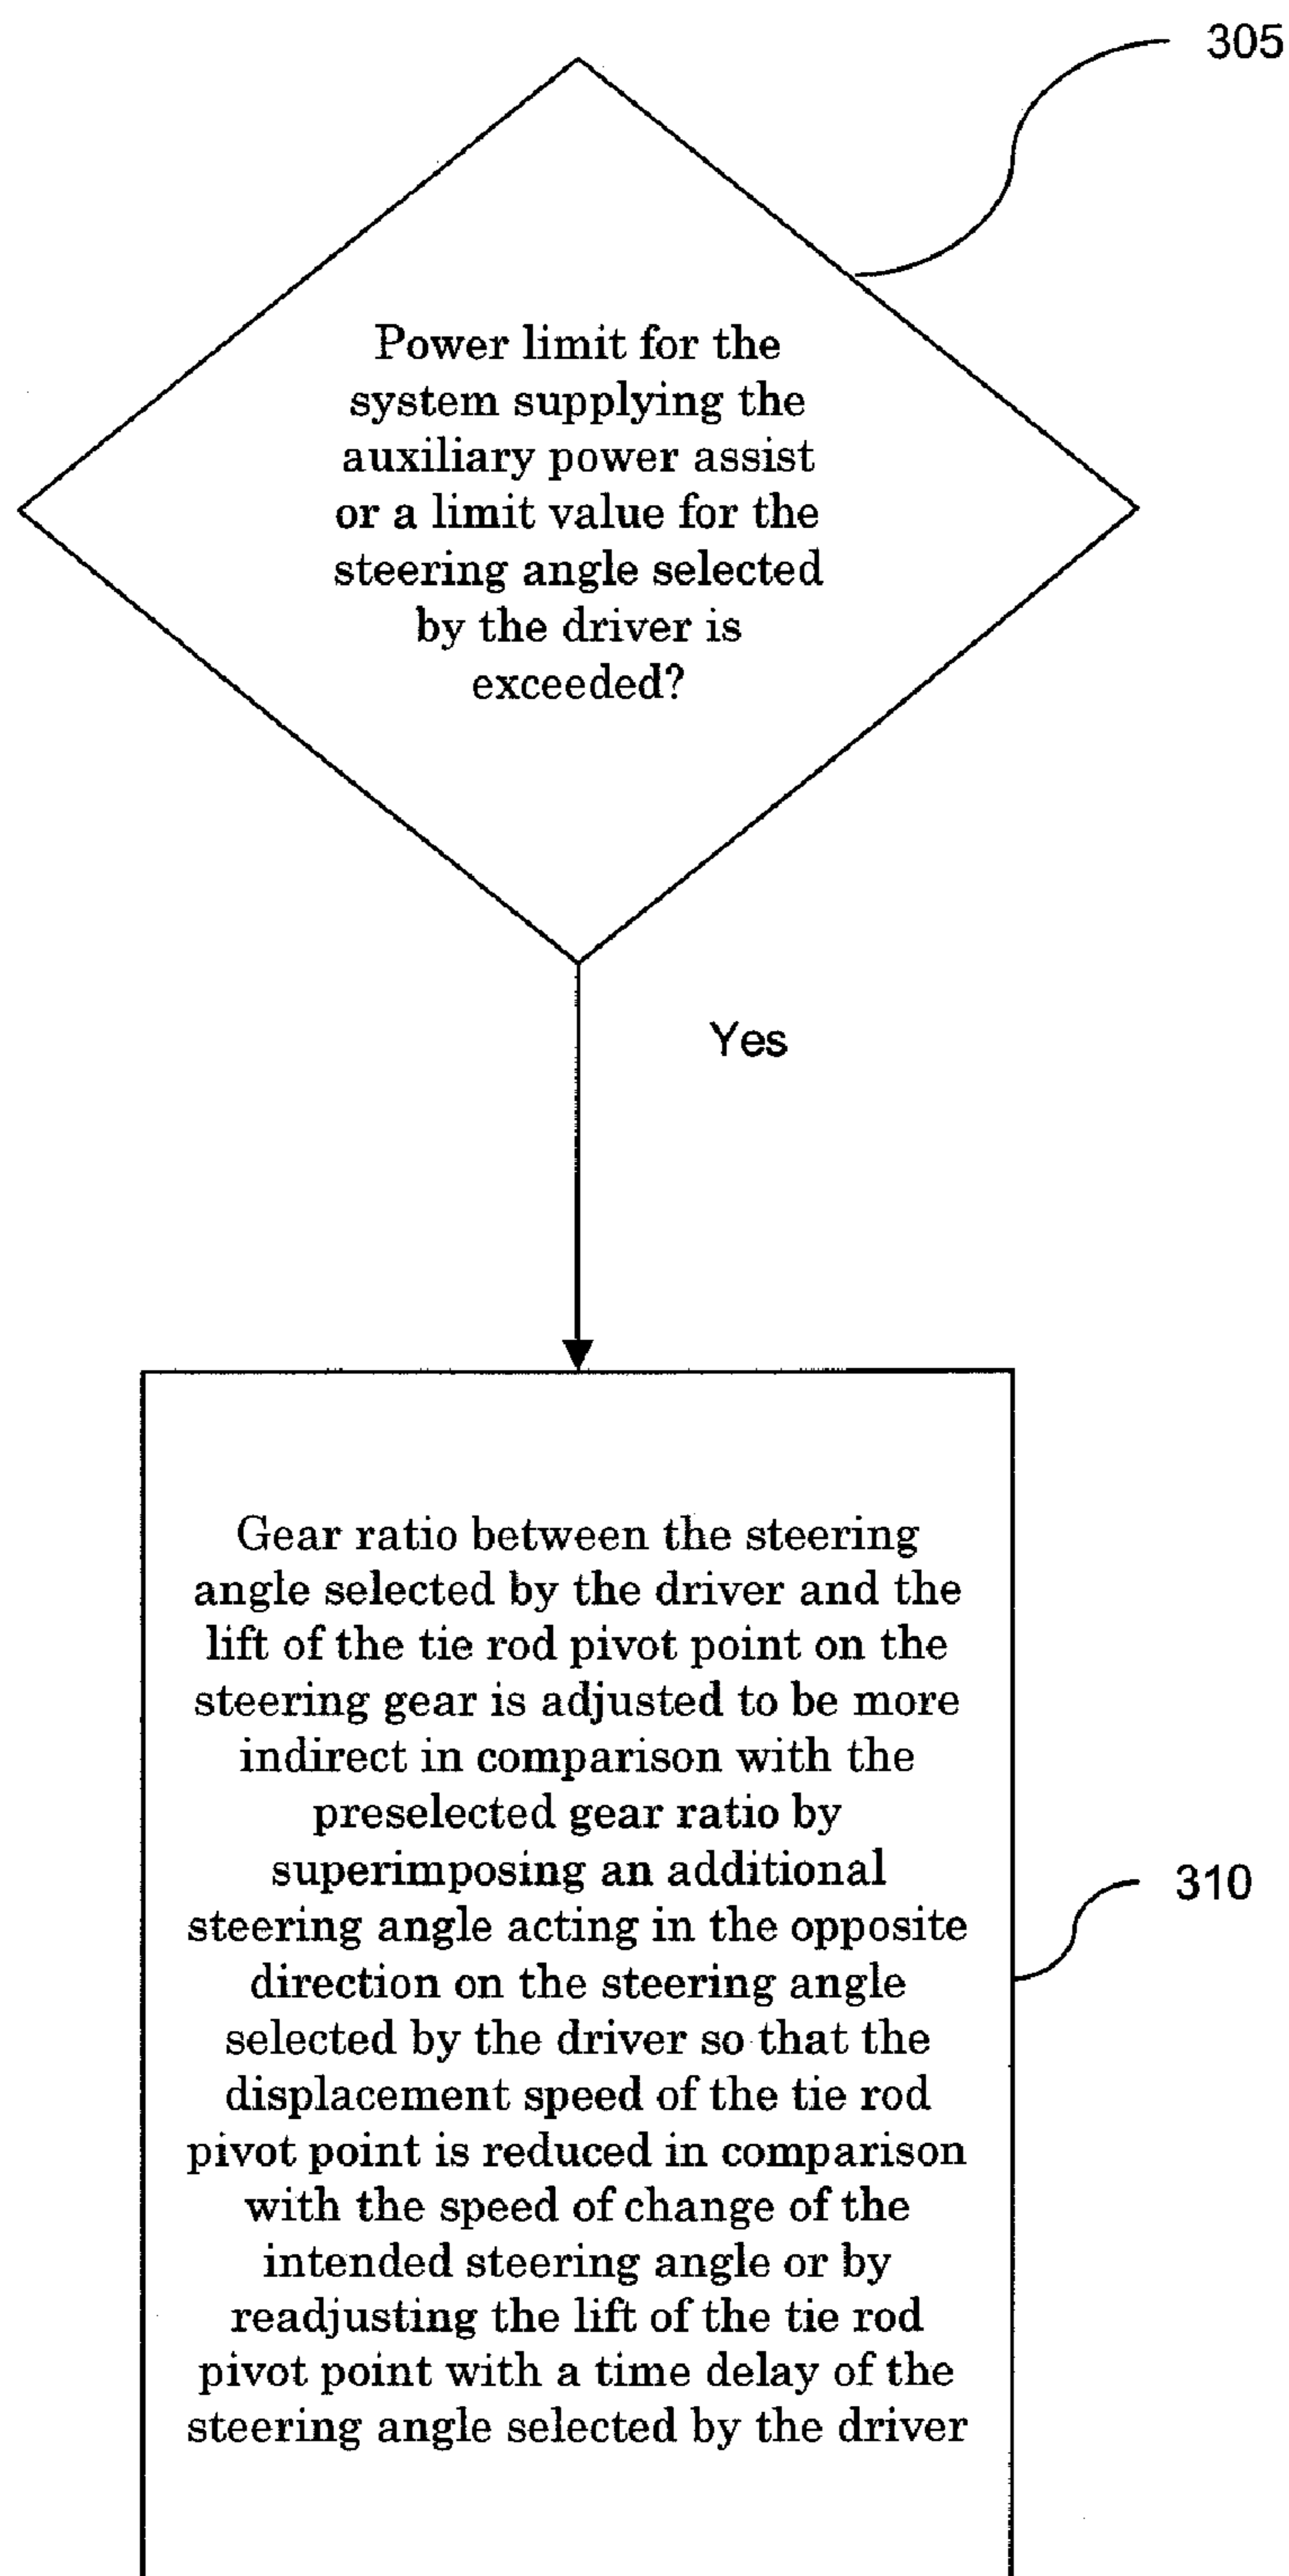 305
Power limit for the
system supplying the
auxiliary power assist
or a limit value for the
steering angle selected
by the driver is
exceeded?
Yes
Gear ratio between the steering
angle selected by the driver and the
lift of the tie rod pivot point on the
steering gear is adjusted to be more
indirect in comparison with the
preselected gear ratio by
superimposing an additional
steering angle acting in the opposite
direction on the steering angle
selected by the driver so that the
displacement speed of the tie rod
pivot point is reduced in comparison
with the speed of change of the
intended steering angle or by
readjusting the lift of the tie rod
pivot point with a time delay of the
steering angle selected by the driver
310